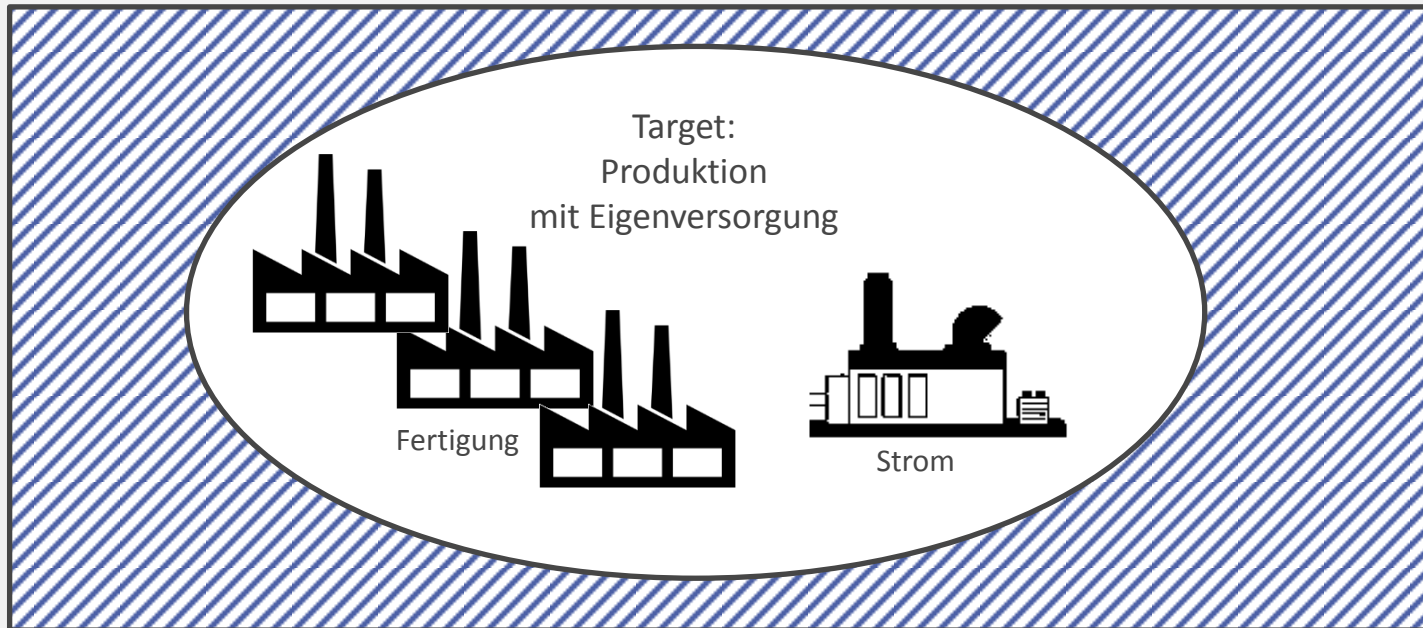 Target:
Produktion
mit Eigenversorgung
Fertigung
Strom